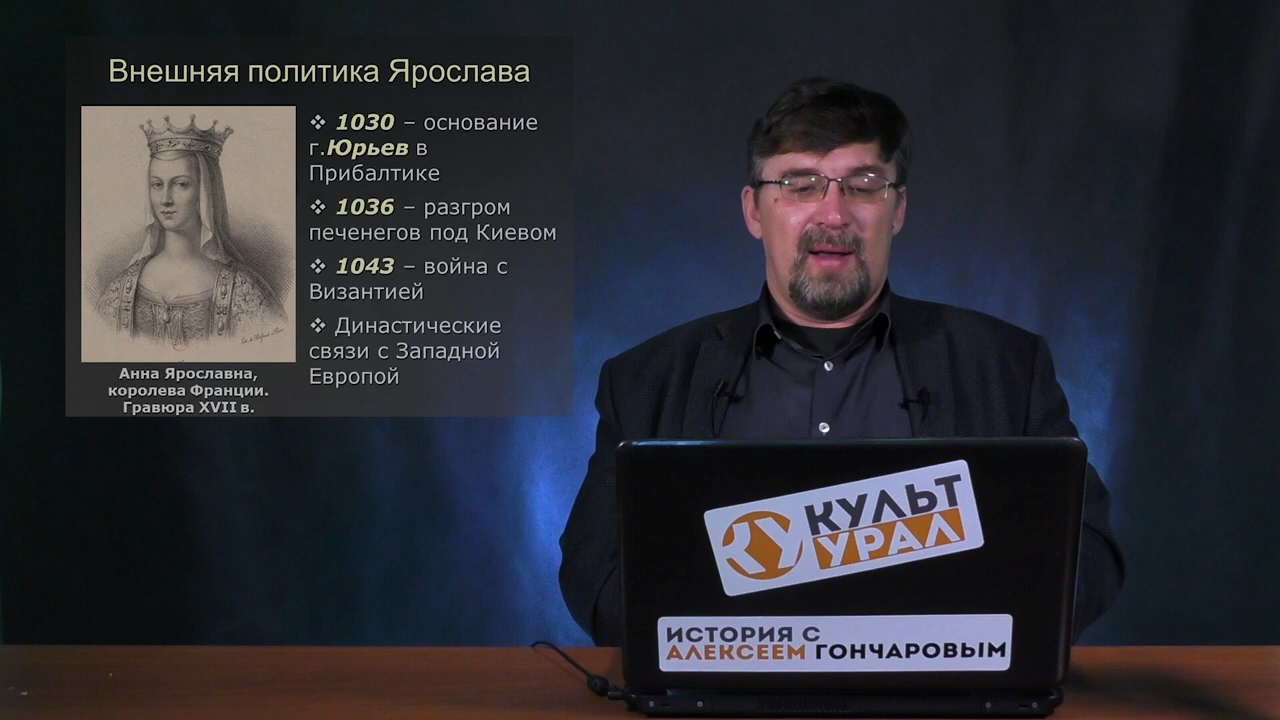 Внешняя политика Ярослава
❖ 1030 – основание
г.Юрьев в
Прибалтике
❖ 1036 – разгром
печенегов под Киевом
❖ 1043 – война с
Византией
❖ Династические
связи с Западной
Европой
Анна Ярославна,
королева Франции.
Гравюра XVII в.
КУ КУЛЬТ
УРАЛ
ИСТОРИЯ С
АЛЕКСЕЕМ ГОНЧАРОВЫМ